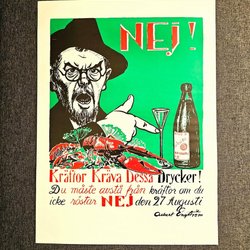 NEJ!
Kräftor Kräva Dessa Drycker!
Du måste avstå från kräftor om du
icke röstar NEJ den 27 Augusti
Albert Engström